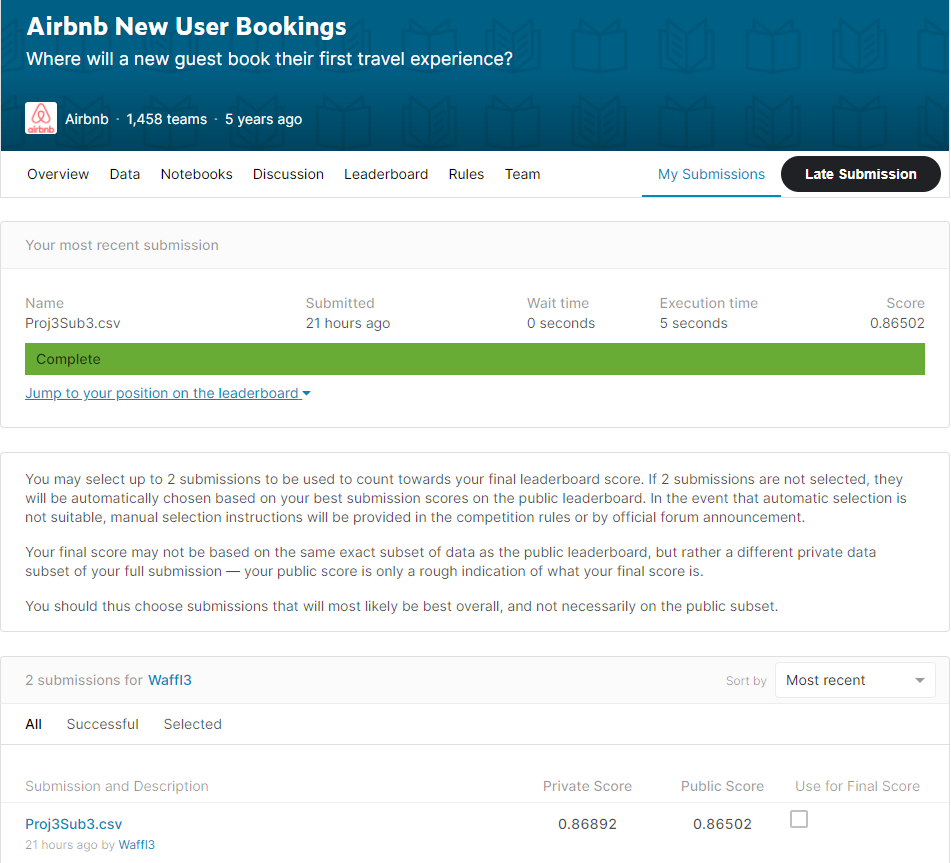 Airbnb New User Bookings
Where will a new guest book their first travel experience?
airbnb
Airbnb · 1,458 teams · 5 years ago
Overview Data Notebooks Discussion Leaderboard Rules Team My Submissions Late Submission
Your most recent submission
Name Submitted Wait time Execution time Score
Proj3Sub3.csv 21 hours ago 0 seconds 5 seconds 0.86502
Complete
Jump to your position on the leaderboard
You may select up to 2 submissions to be used to count towards your final leaderboard score. If 2 submissions are not selected, they
will be automatically chosen based on your best submission scores on the public leaderboard. In the event that automatic selection is
not suitable, manual selection instructions will be provided in the competition rules or by official forum announcement.
Your final score may not be based on the same exact subset of data as the public leaderboard, but rather a different private data
subset of your full submission — your public score is only a rough indication of what your final score is.
You should thus choose submissions that will most likely be best overall, and not necessarily on the public subset.
2 submissions for Waffl3 Sort by Most recent
All Successful Selected
Submission and Description Private Score Public Score Use for Final Score
Proj3Sub3.csv 0.86892 0.86502
21 hours ago by Waffl3